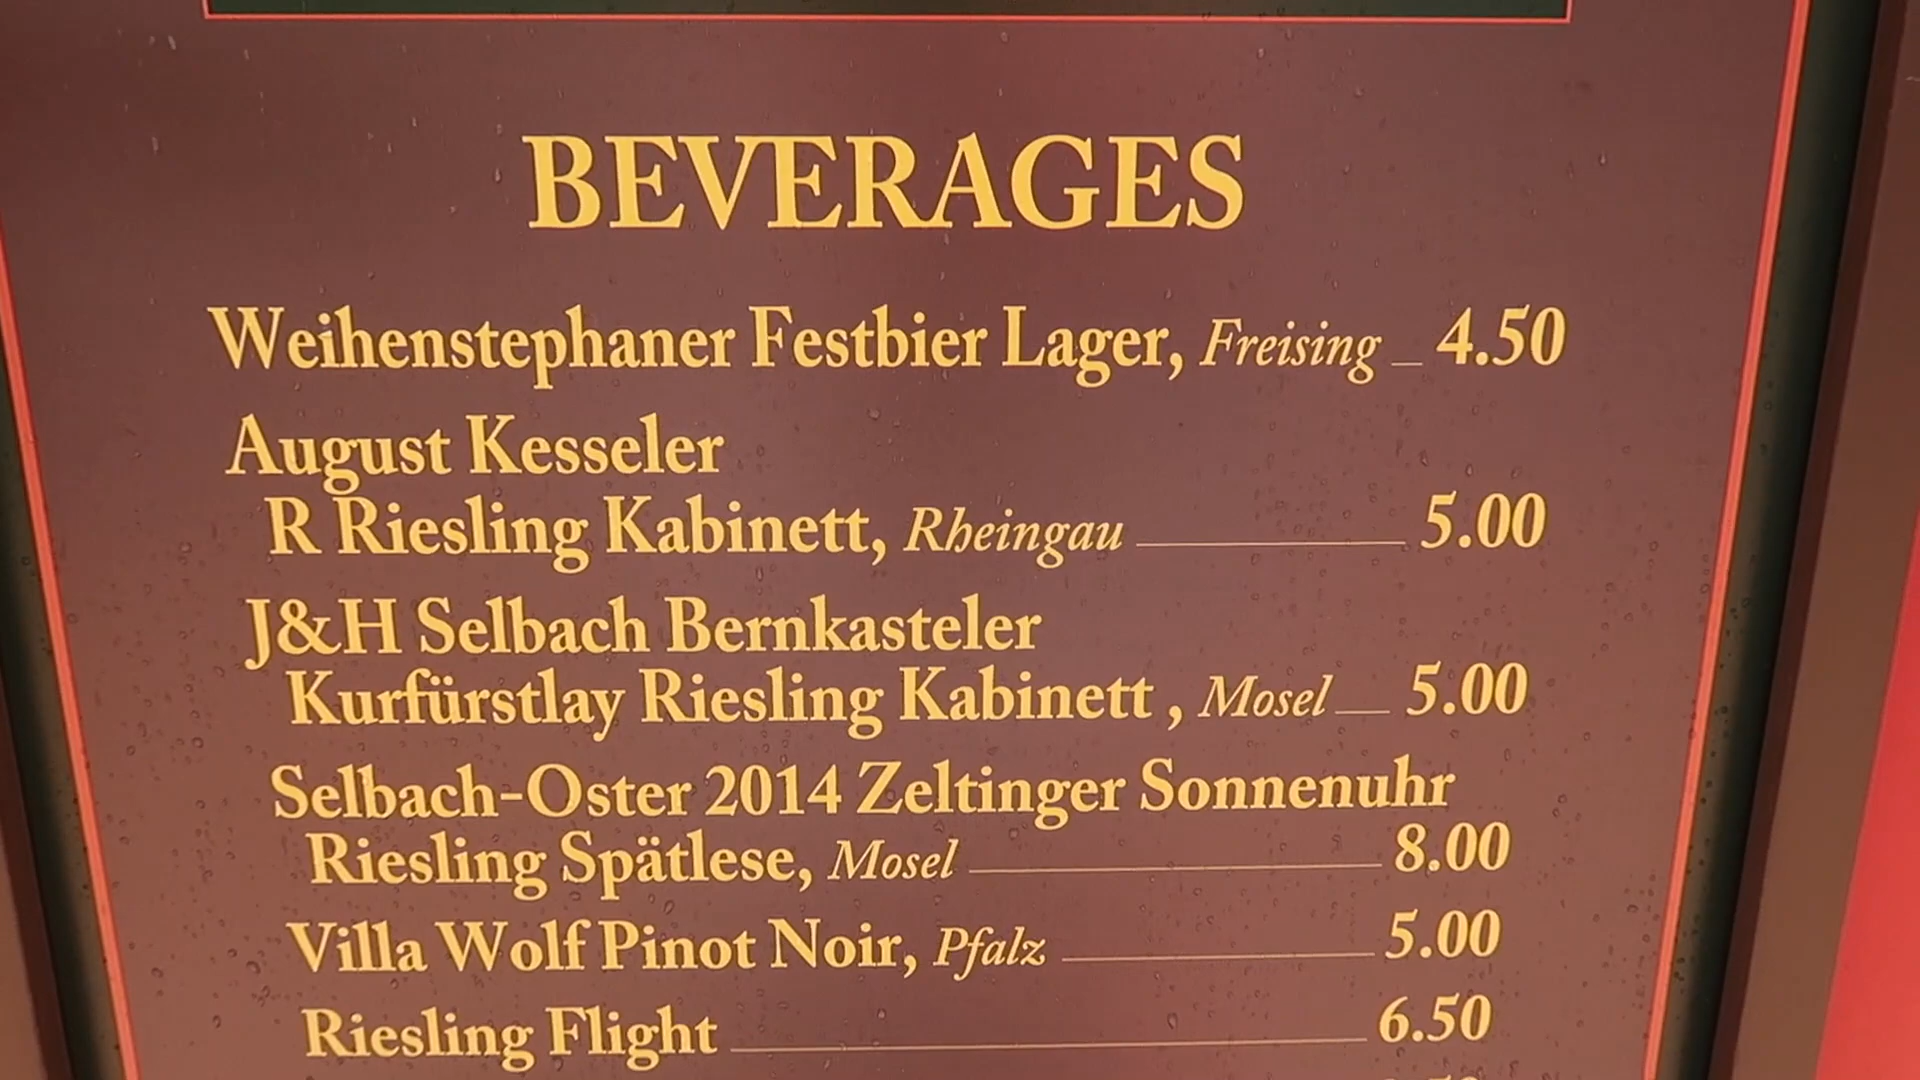 BEVERAGES
Weihenstephaner Festbier Lager, Freising 4.50
August Kesseler
R Riesling Kabinett, Rheingau 5.00
J&H Selbach Bernkasteler
Kurfürstlay Riesling Kabinett , Mosel 5.00
Selbach-Oster 2014 Zeltinger Sonnenuhr
Riesling Spätlese, Mosel 8.00
Villa Wolf Pinot Noir, Pfalz 5.00
Riesling Flight 6.50